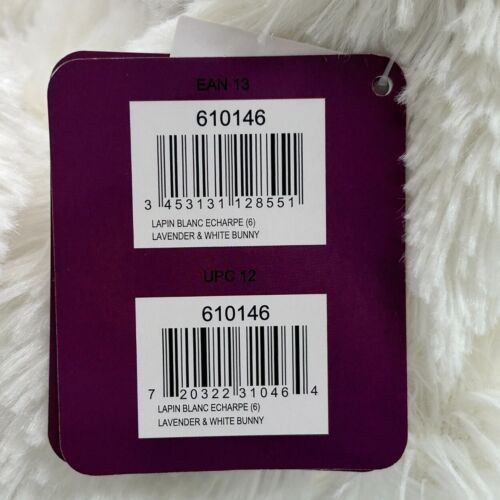 EAN 13
610146
3 453131 128551
LAPIN BLANC ECHARPE (6)
LAVENDER & WHITE BUNNY
UPC 12
610146
7 20322 31046 4
LAPIN BLANC ECHARPE (6)
LAVENDER & WHITE BUNNY